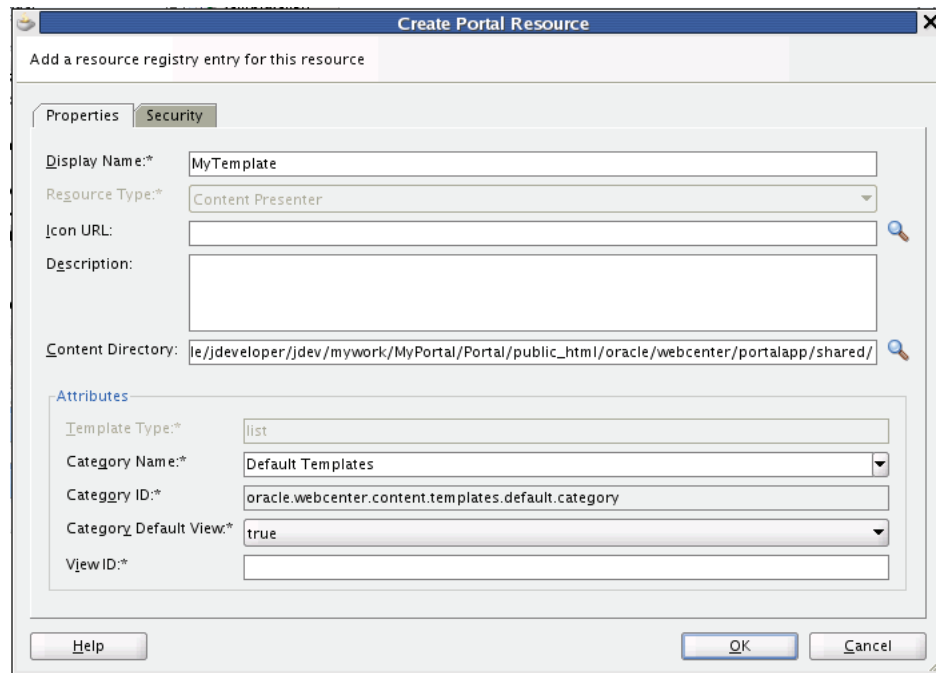 Create Portal Resource
Add a resource registry entry for this resource
Properties Security
Display Name:* MyTemplate
Resource Type:* Content Presenter
Icon URL:
Description:
Content Directory: le/jdeveloper/jdev/mywork/MyPortal/Portal/public_html/oracle/webcenter/portalapp/shared/
Attributes
Template Type:* list
Category Name:* Default Templates
Category ID:* oracle.webcenter.content.templates.default.category
Category Default View:* true
View ID:*
Help OK Cancel